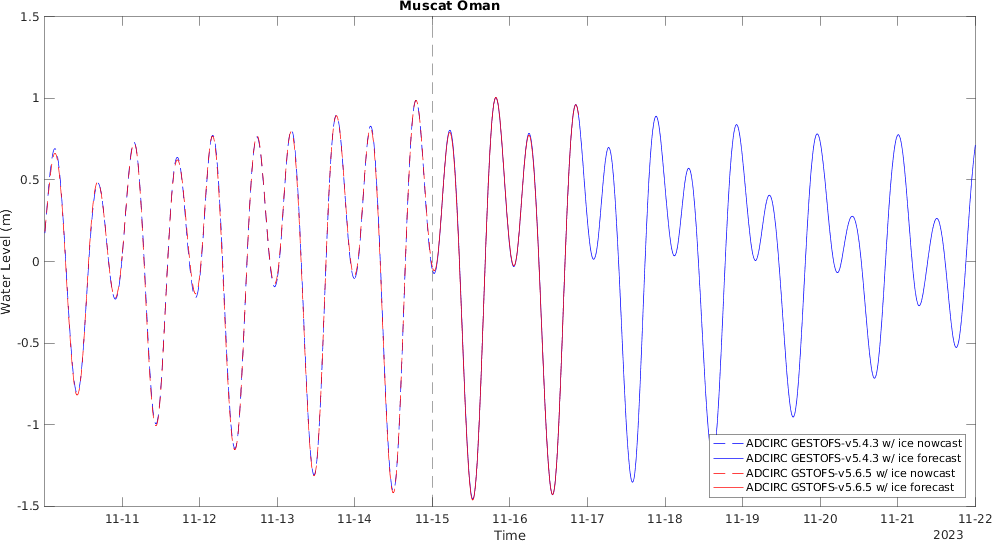 Muscat Oman
1.5
1
0.5
0
-0.5
-1
-1.5
Water Level (m)
11-11
11-12
11-13
11-14
11-15
11-16
11-17
11-18
11-19
11-20
11-21
11-22
Time
2023
ADCIRC GESTOFS-v5.4.3 w/ ice nowcast
ADCIRC GESTOFS-v5.4.3 w/ ice forecast
ADCIRC GSTOFS-v5.6.5 w/ ice nowcast
ADCIRC GSTOFS-v5.6.5 w/ ice forecast